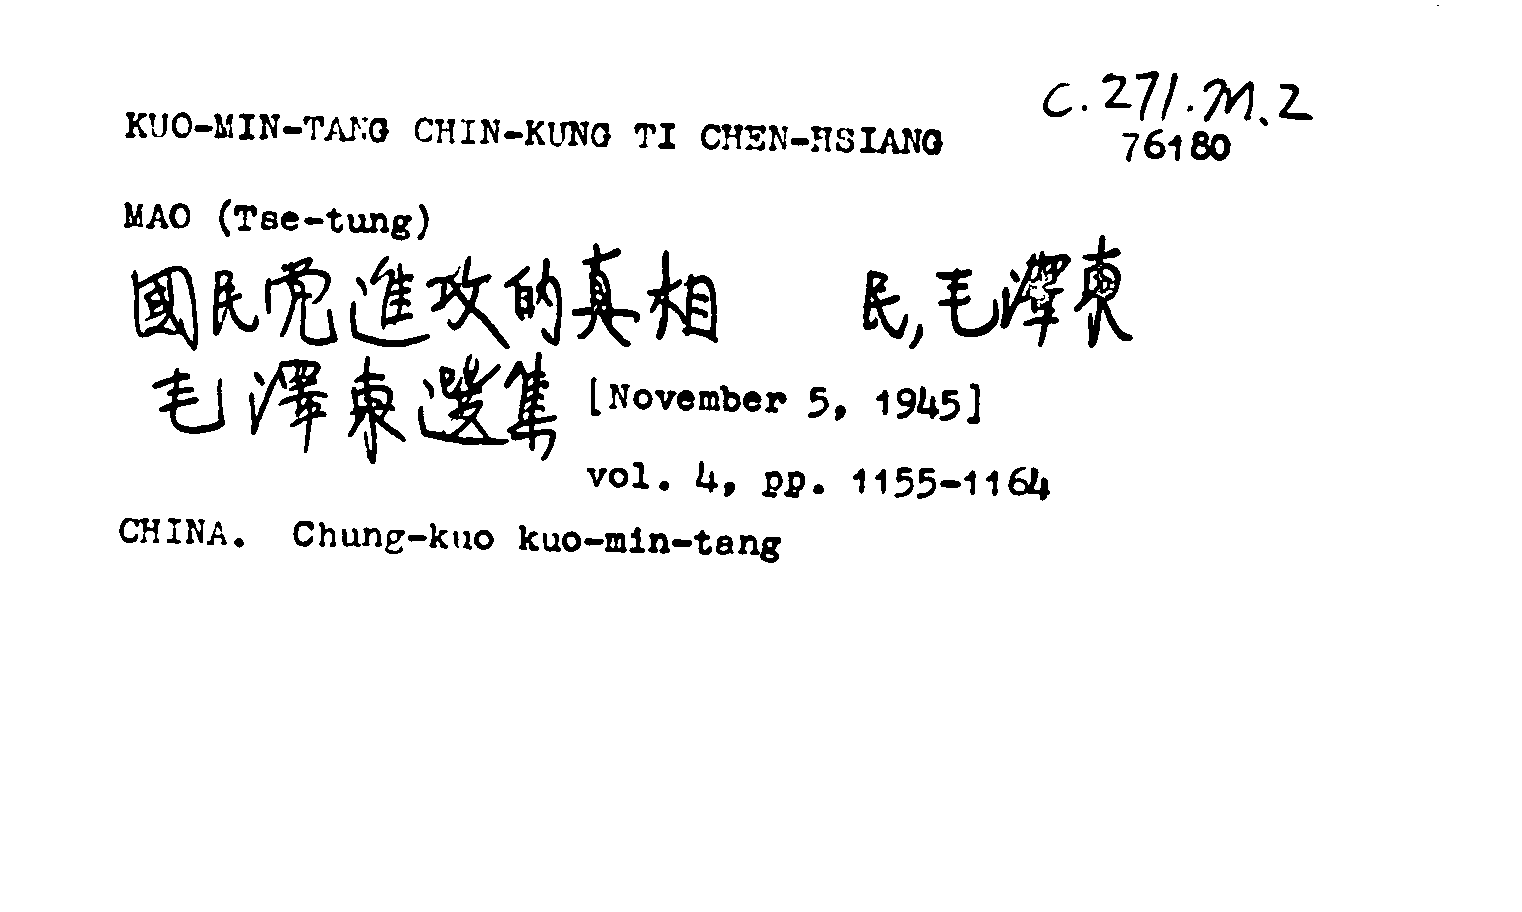 KUO-MIN-TANG CHIN-KUNG TI CHEN-HSIANG
C.271.M.2
76180
MAO (Tse-tung)
國民党進攻的真相 民,毛澤東
毛澤東選集 [November 5, 1945]
vol. 4, pp. 1155-1164
CHINA. Chung-kuo kuo-min-tang